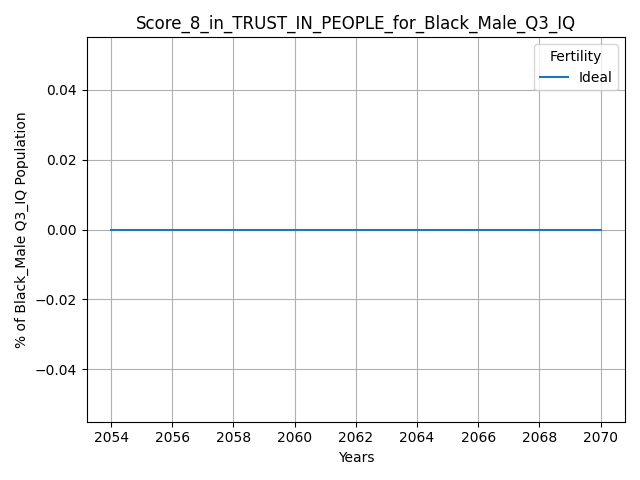 Score_8_in_TRUST_IN_PEOPLE_for_Black_Male_Q3_IQ
Fertility
Ideal
% of Black_Male Q3_IQ Population
0.04
0.02
0.00
−0.02
−0.04
2054 2056 2058 2060 2062 2064 2066 2068 2070
Years